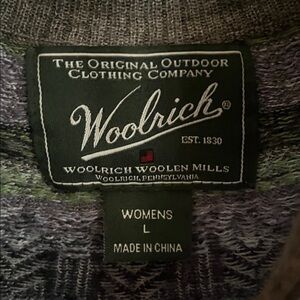 THE ORIGINAL OUTDOOR
CLOTHING COMPANY
Woolrich®
EST. 1830
WOOLRICH WOOLEN MILLS
WOOLRICH, PENNSYLVANIA
WOMENS
L
MADE IN CHINA